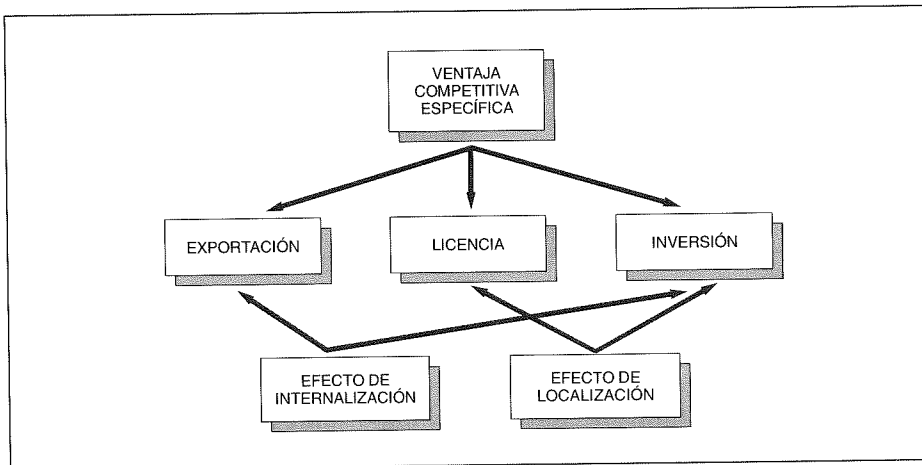 VENTAJA
COMPETITIVA
ESPECÍFICA
EXPORTACIÓN
LICENCIA
INVERSIÓN
EFECTO DE
INTERNALIZACIÓN
EFECTO DE
LOCALIZACIÓN